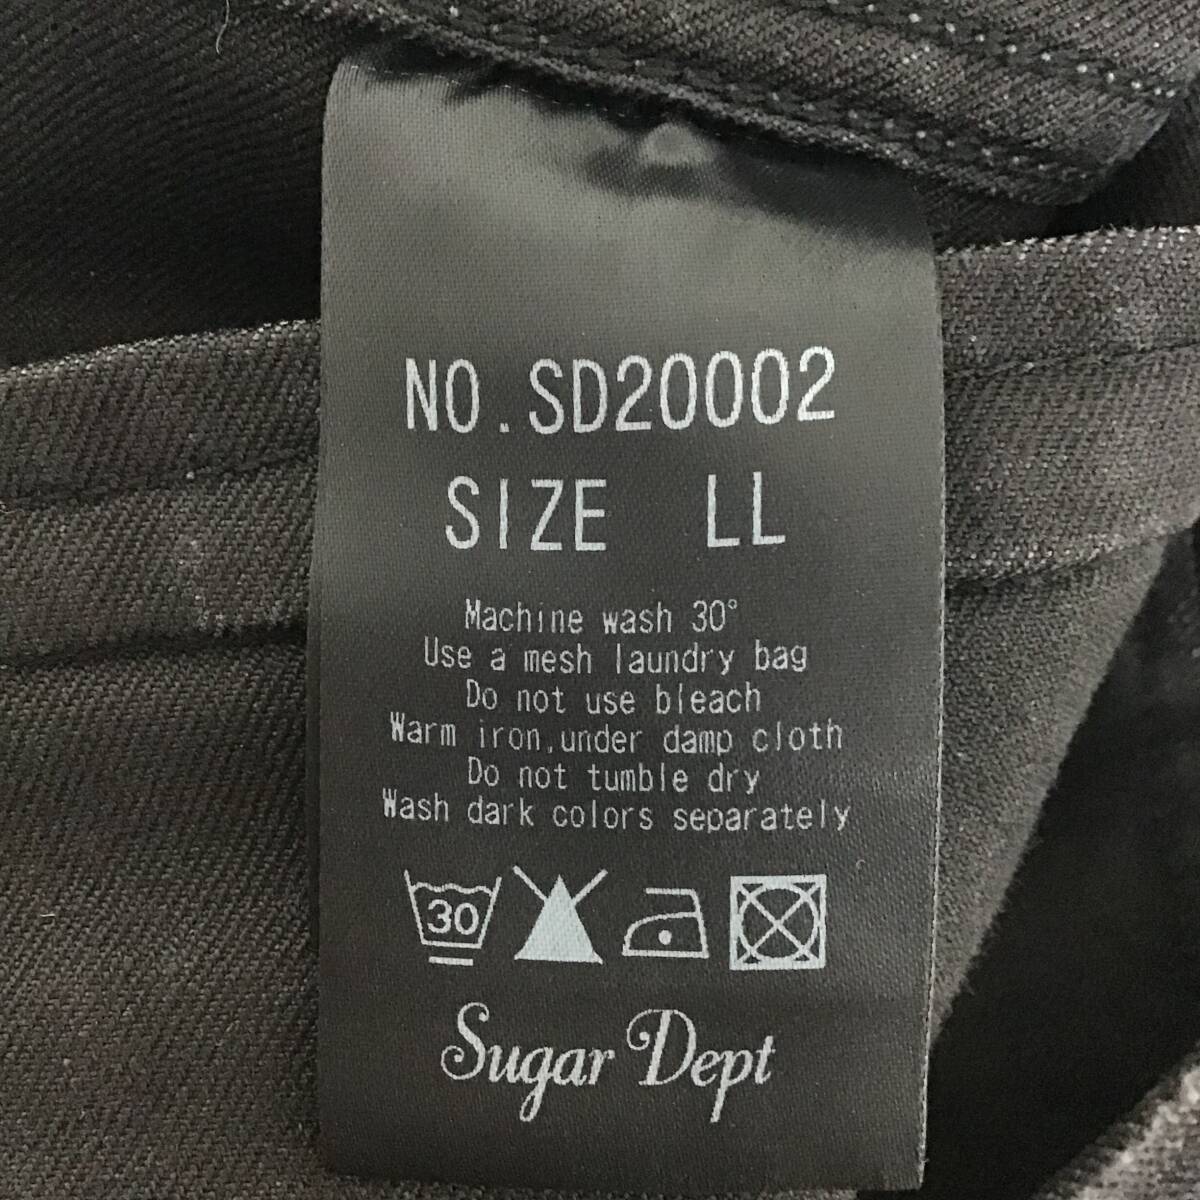 NO.SD20002
SIZE LL
Machine wash 30°
Use a mesh laundry bag
Do not use bleach
Warm iron,under damp cloth
Do not tumble dry
Wash dark colors separately
30
Sugar Dept